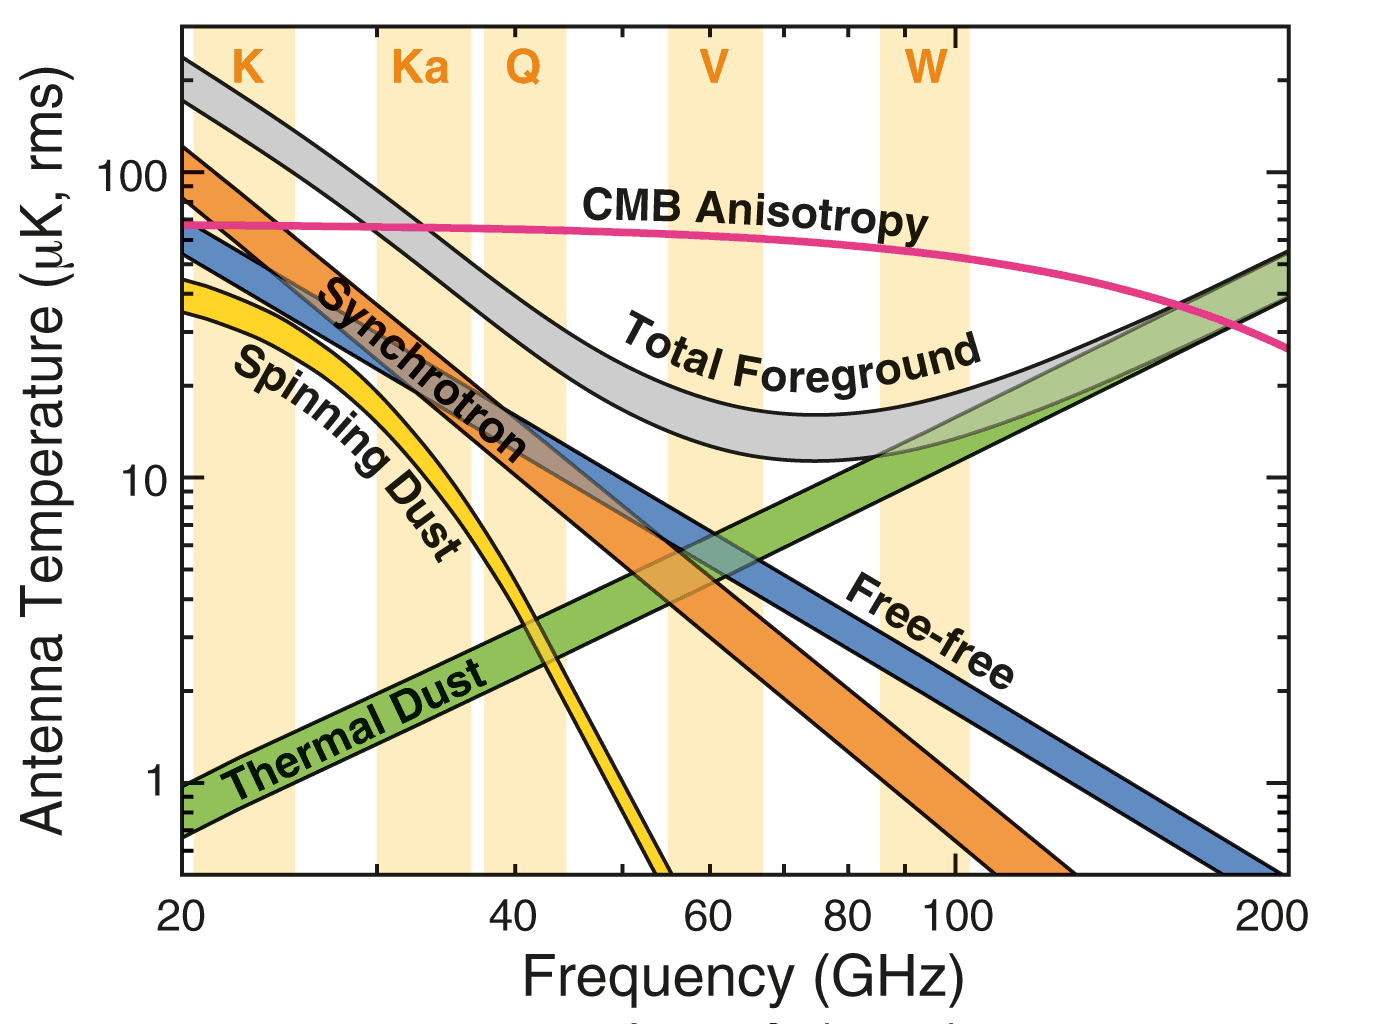 K Ka Q V W
Antenna Temperature (μK, rms)
100
10
1
CMB Anisotropy
Total Foreground
Synchrotron
Spinning Dust
Free-free
Thermal Dust
20 40 60 80 100 200
Frequency (GHz)